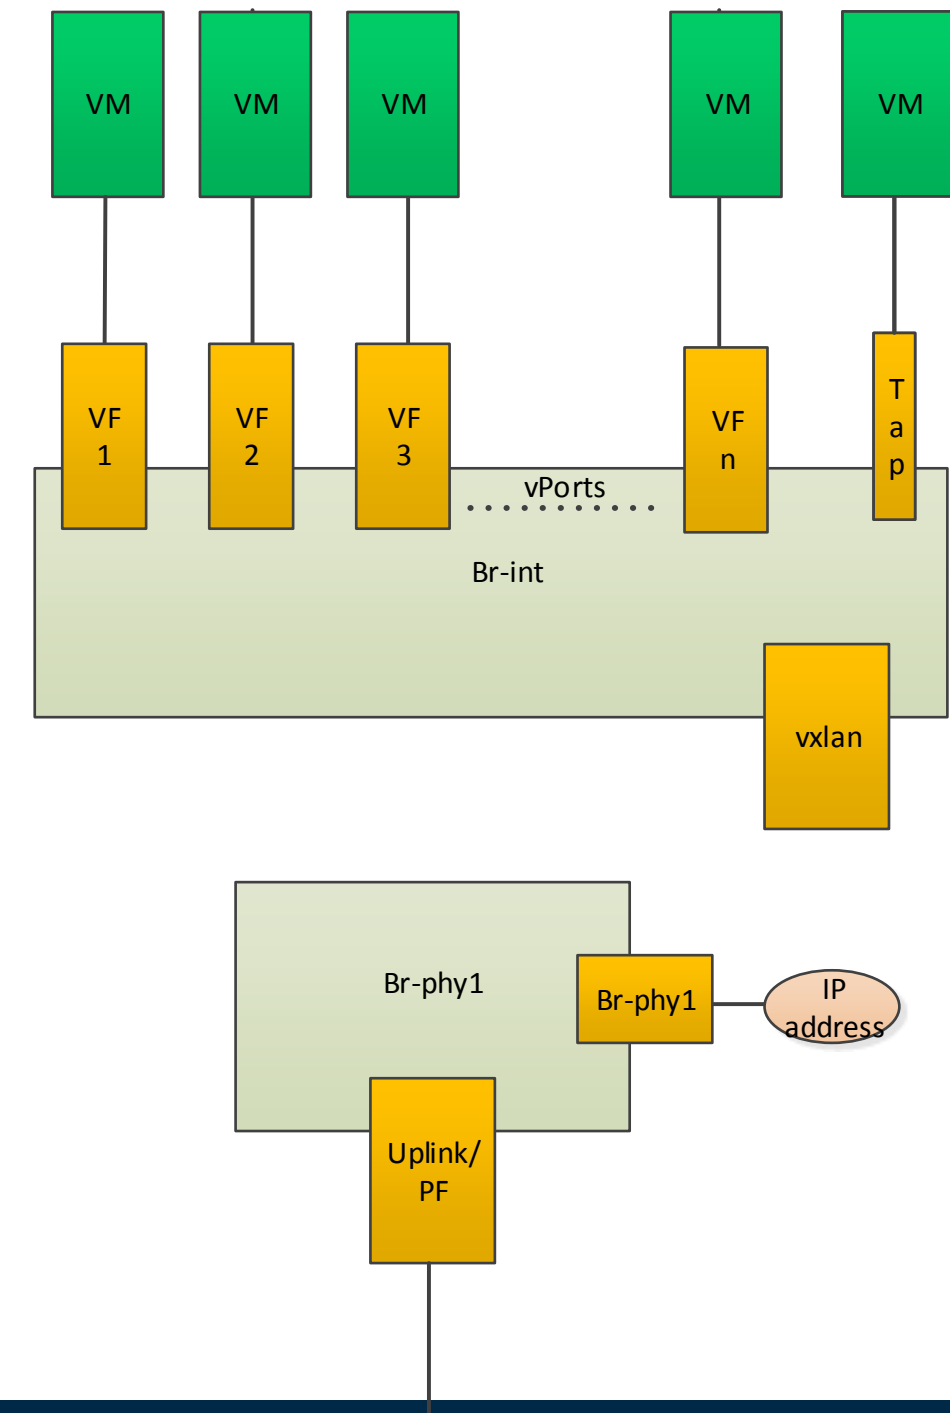 VM
VM
VM
VM
VM
VF
1
VF
2
VF
3
VF
n
T
a
p
vPorts
Br-int
vxlan
Br-phy1
Br-phy1
IP
address
Uplink/
PF